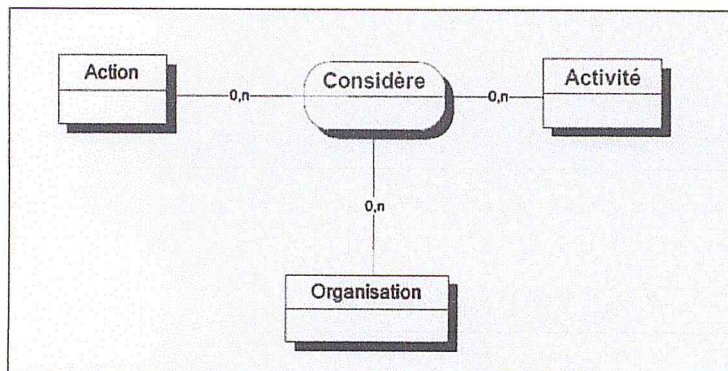 Action
Considère
Activité
0,n
0,n
0,n
Organisation